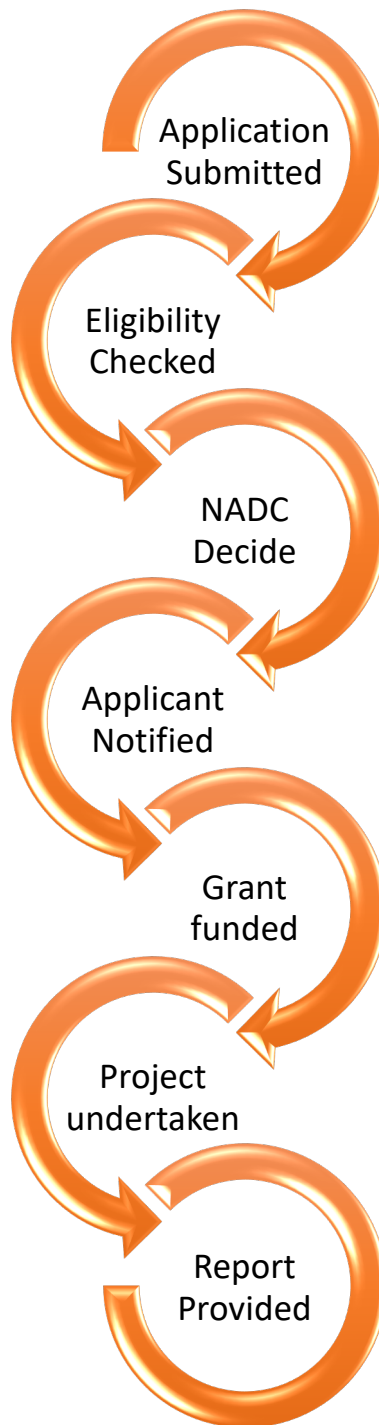 Application
Submitted
Eligibility
Checked
NADC
Decide
Applicant
Notified
Grant
funded
Project
undertaken
Report
Provided